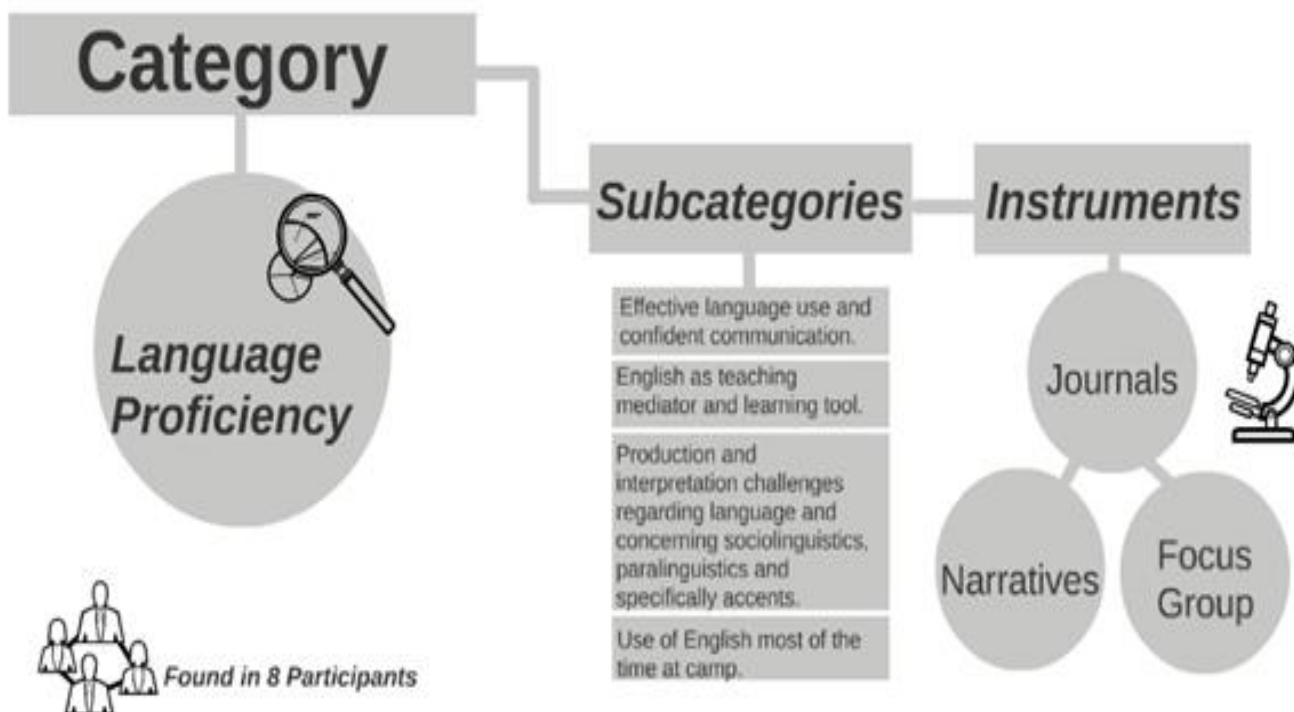 Category
Language
Proficiency
Found in 8 Participants
Subcategories
Effective language use and
confident communication.
English as teaching
mediator and learning tool.
Production and
interpretation challenges
regarding language and
concerning sociolinguistics,
paralinguistics and
specifically accents.
Use of English most of the
time at camp.
Instruments
Journals
Narratives
Focus
Group